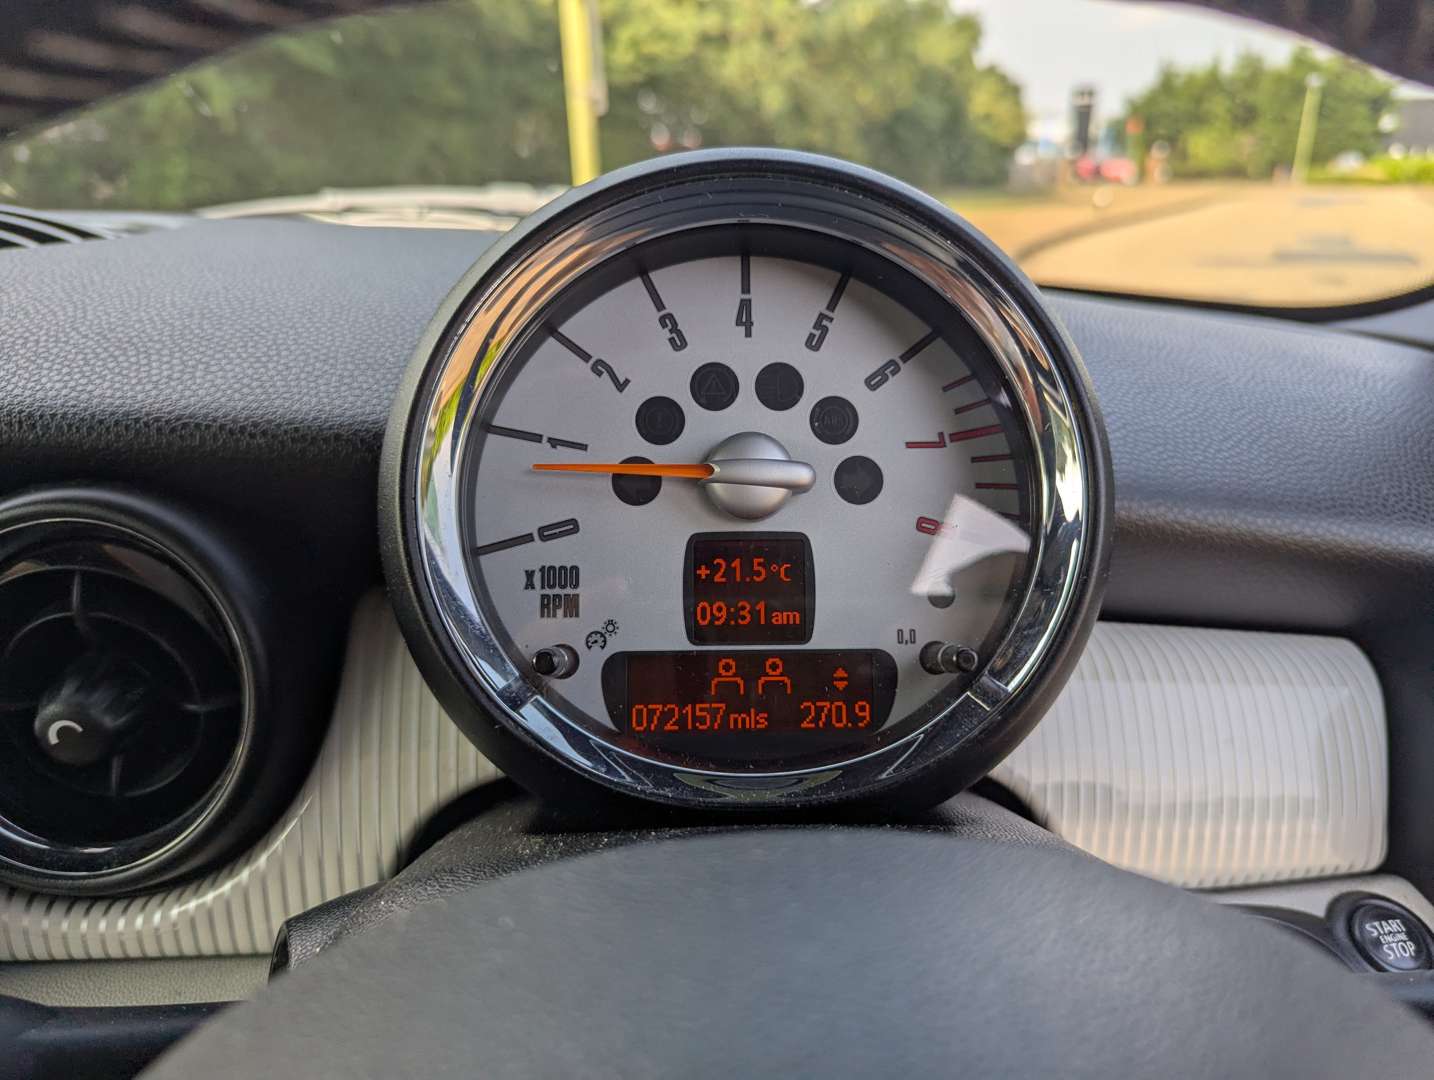 0
1
2
3
4
5
6
7
8
x1000
RPM
+21.5°C
09:31am
0.0
072157mls 270.9
START
ENGINE
STOP